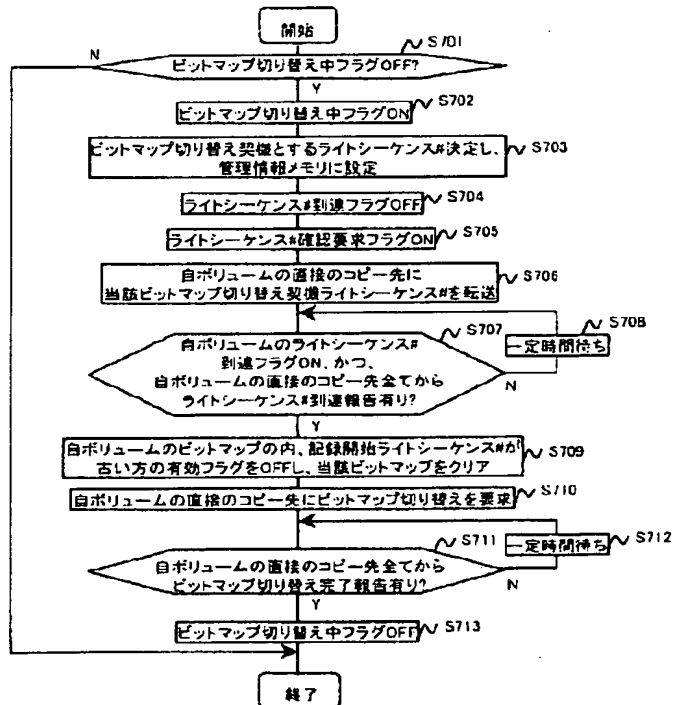 開始
S701
N
ビットマップ切り替え中フラグOFF?
Y
S702
ビットマップ切り替え中フラグON
ビットマップ切り替え契機とするライトシーケンス#決定し、
管理情報メモリに設定
S703
S704
ライトシーケンス#到達フラグOFF
S705
ライトシーケンス#確認要求フラグON
自ボリュームの直接のコピー先に
当該ビットマップ切り替え契機ライトシーケンス#を転送
S706
S707
S708
自ボリュームのライトシーケンス#
到達フラグON、かつ、
自ボリュームの直接のコピー先全てから
ライトシーケンス#到達報告有り?
一定時間待ち
N
Y
自ボリュームのビットマップの内、記録開始ライトシーケンス#が
古い方の有効フラグをOFFし、当該ビットマップをクリア
S709
自ボリュームの直接のコピー先にビットマップ切り替えを要求
S710
S711
自ボリュームの直接のコピー先全てから
ビットマップ切り替え完了報告有り?
一定時間待ち
S712
N
Y
ビットマップ切り替え中フラグOFF
S713
終了